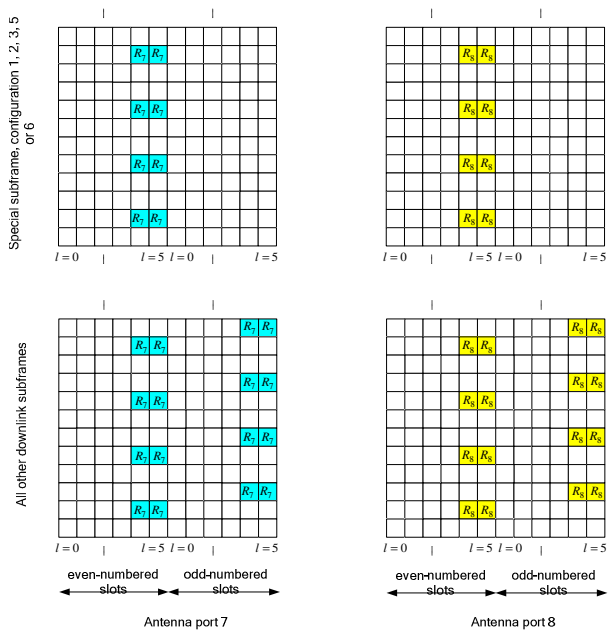 Special subframe, configuration 1, 2, 3, 5
or 6
R7 R7 R8 R8
R7 R7 R8 R8
R7 R7 R8 R8
R7 R7 R8 R8
l = 0 l = 5 l = 0 l = 5 l = 0 l = 5 l = 0 l = 5
All other downlink subframes
R7 R7 R8 R8
R7 R7 R8 R8
R7 R7 R8 R8
R7 R7 R8 R8
R7 R7 R8 R8
R7 R7 R8 R8
R7 R7 R8 R8
R7 R7 R8 R8
l = 0 l = 5 l = 0 l = 5 l = 0 l = 5 l = 0 l = 5
even-numbered odd-numbered even-numbered odd-numbered
slots slots slots slots
Antenna port 7 Antenna port 8